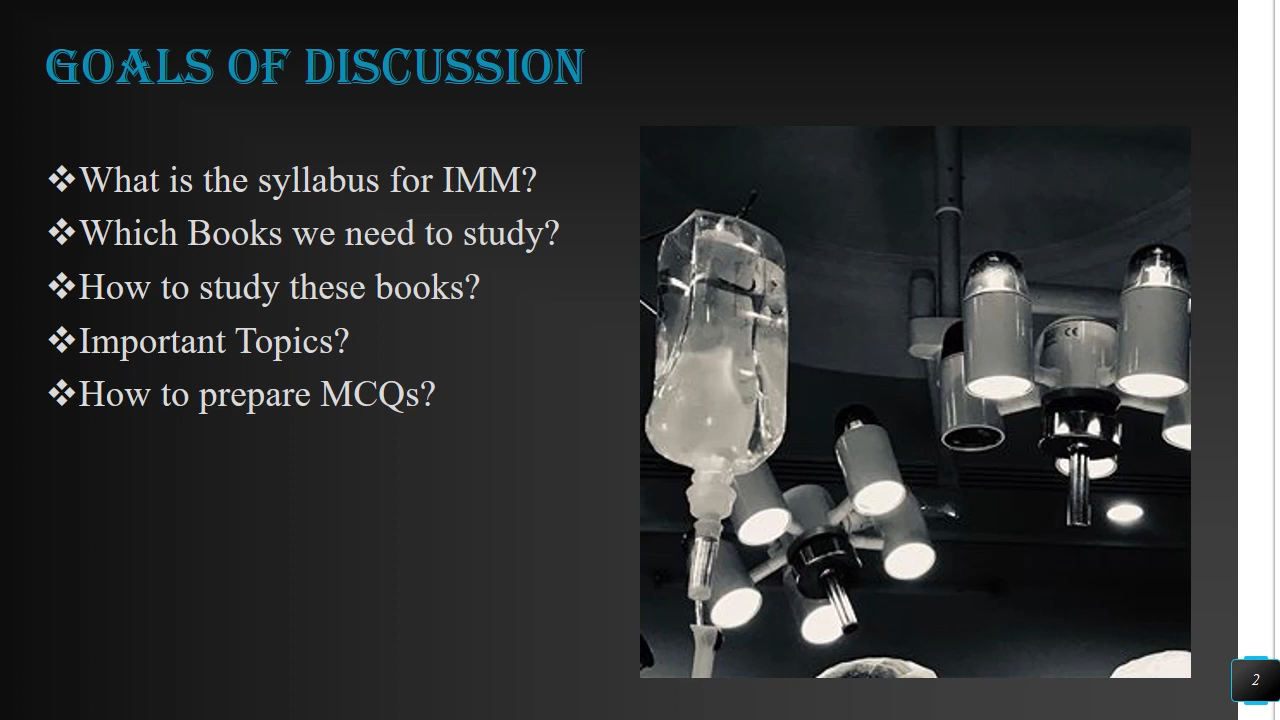 GOALS OF DISCUSSION
❖What is the syllabus for IMM?
❖Which Books we need to study?
❖How to study these books?
❖Important Topics?
❖How to prepare MCQs?
CE
2